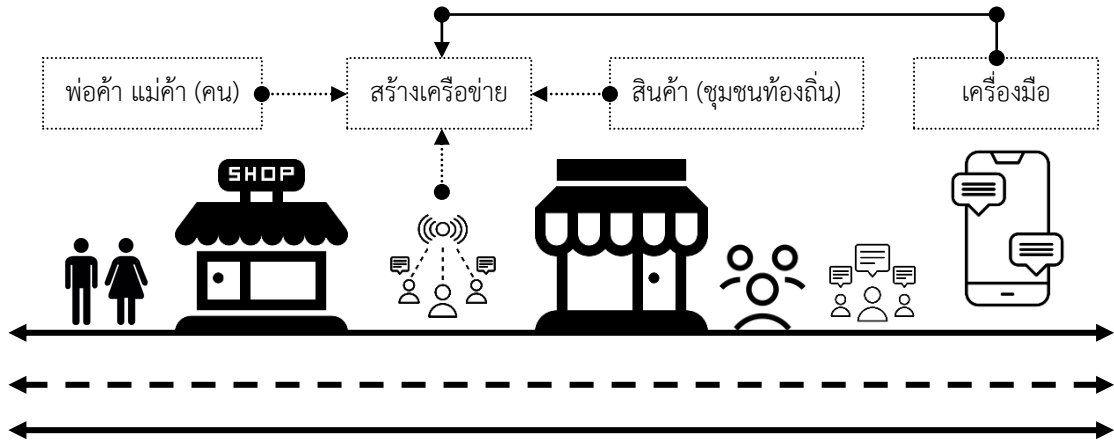 พ่อค้า แม่ค้า (คน)
สร้างเครือข่าย
สินค้า (ชุมชนท้องถิ่น)
เครื่องมือ
SHOP